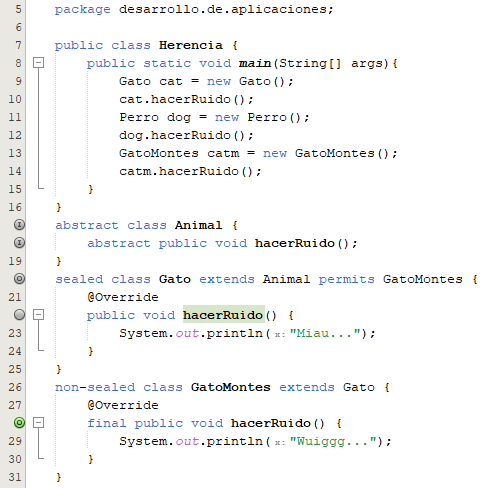 5 package desarrollo.de.aplicaciones;
6
7 public class Herencia {
8 public static void main(String[] args){
9 Gato cat = new Gato();
10 cat.hacerRuido();
11 Perro dog = new Perro();
12 dog.hacerRuido();
13 GatoMontes catm = new GatoMontes();
14 catm.hacerRuido();
15 }
16 }
abstract class Animal {
abstract public void hacerRuido();
19 }
sealed class Gato extends Animal permits GatoMontes {
21 @Override
public void hacerRuido() {
23 System.out.println(x: "Miau...");
24 }
25 }
26 non-sealed class GatoMontes extends Gato {
27 @Override
final public void hacerRuido() {
29 System.out.println(x: "Wuiggg...");
30 }
31 }